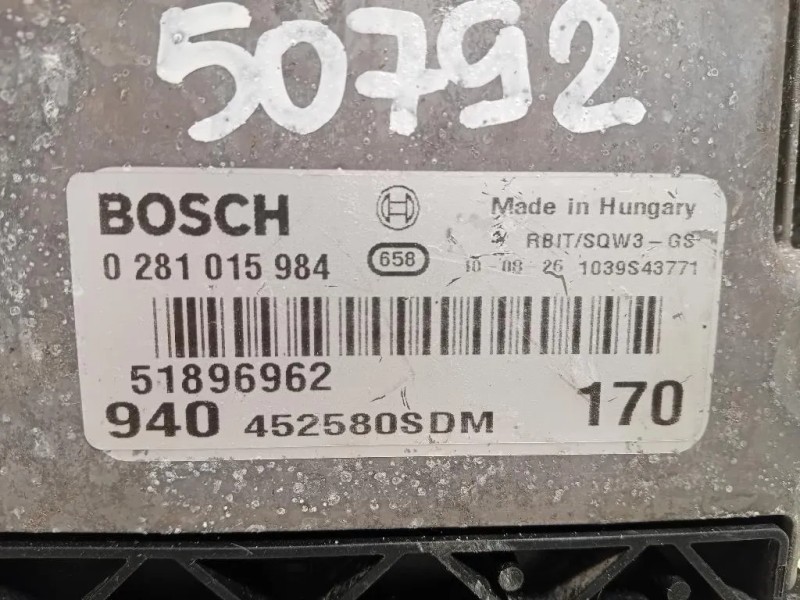 50792
BOSCH
Made in Hungary
RBIT/SQW3-GS
0 281 015 984
658
10-08-26 1039S43771
51896962
940 452580SDM
170